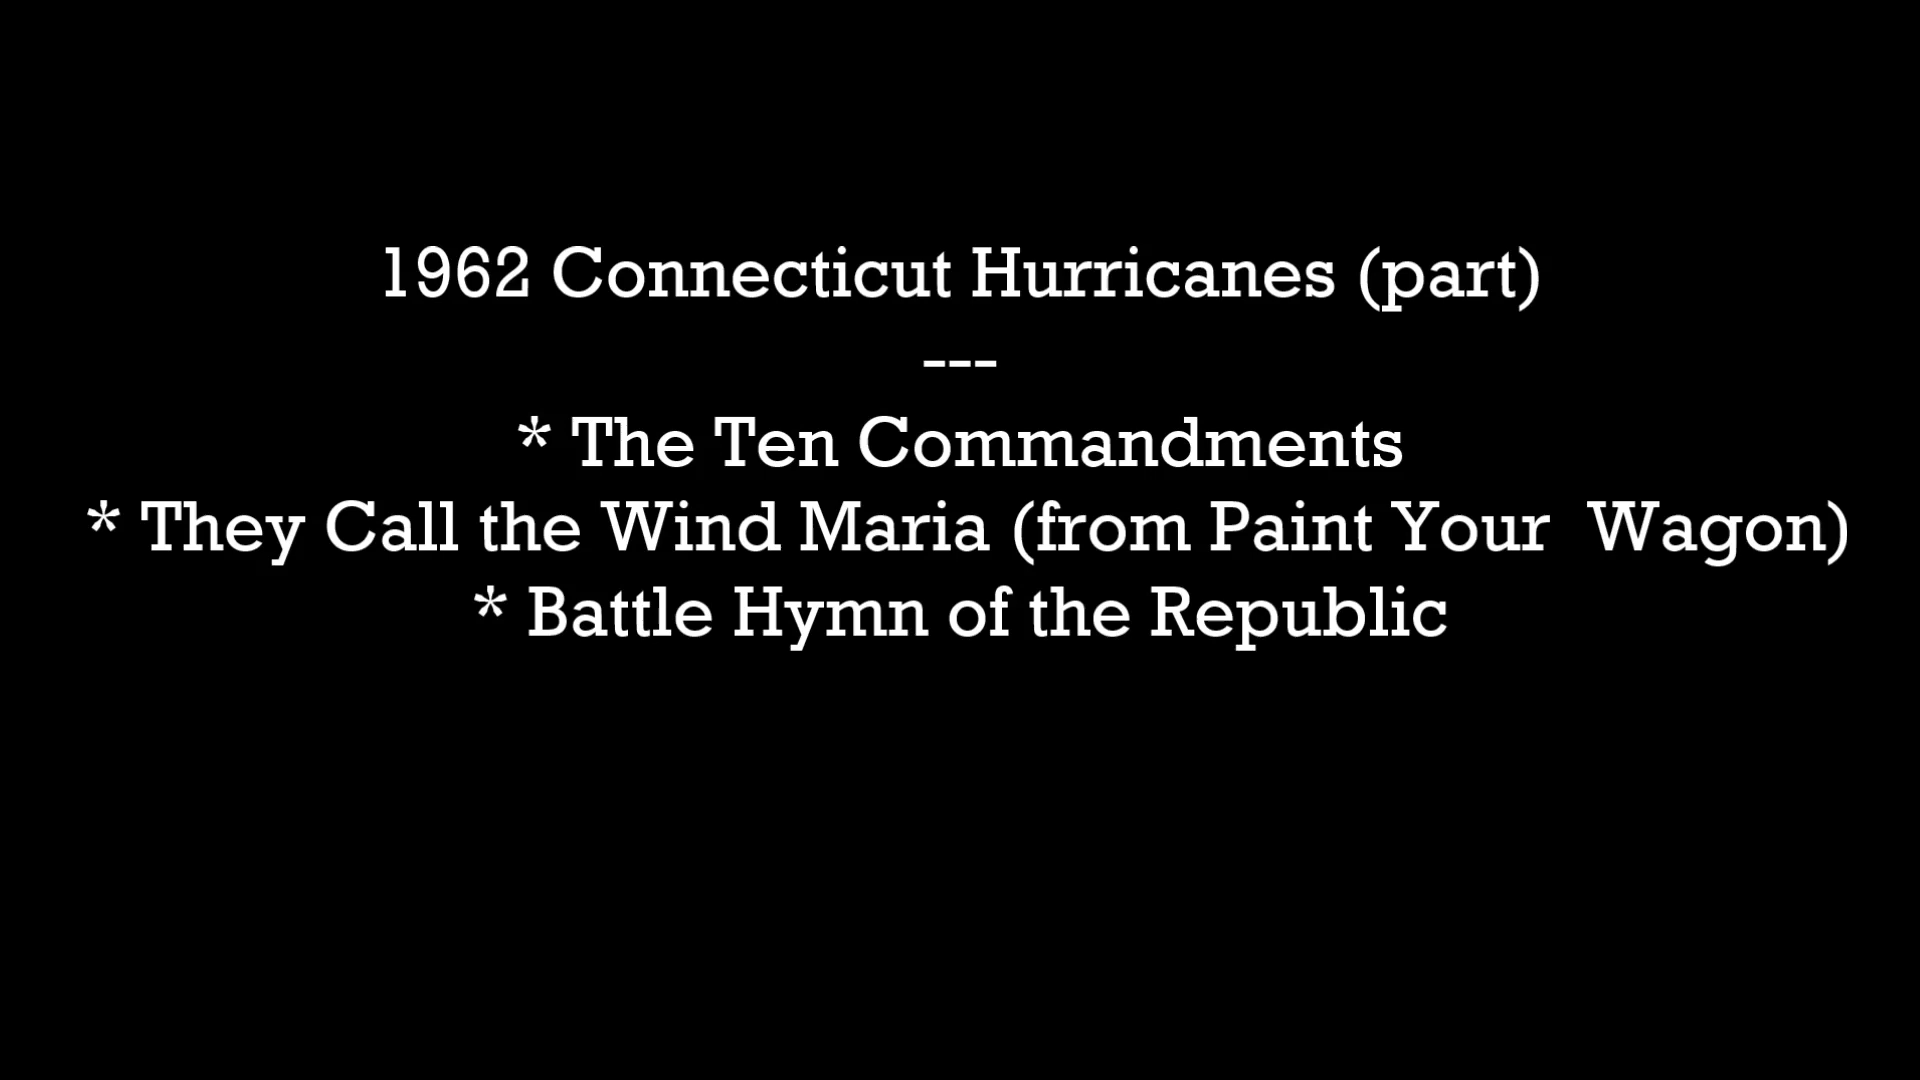 1962 Connecticut Hurricanes (part)
---
* The Ten Commandments
* They Call the Wind Maria (from Paint Your  Wagon)
* Battle Hymn of the Republic